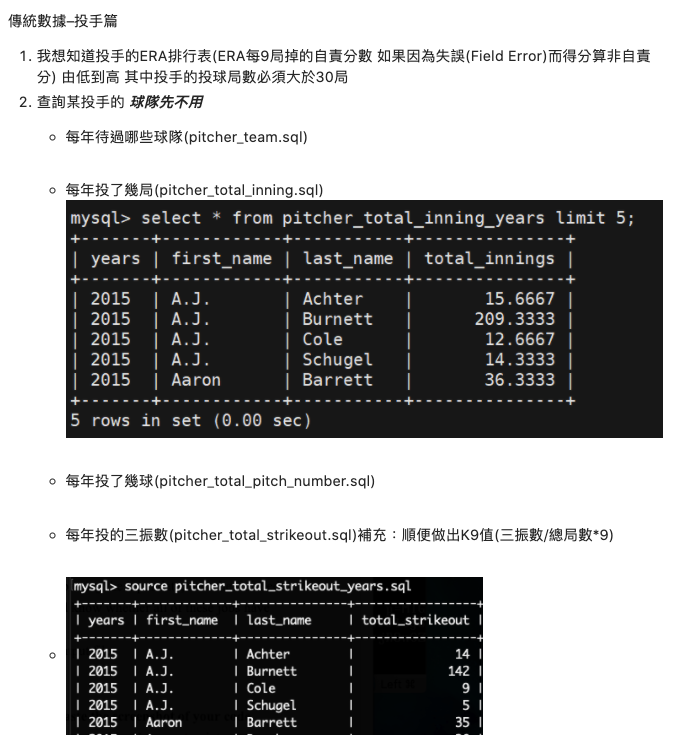 傳統數據–投手篇
1. 我想知道投手的ERA排行表(ERA每9局掉的自責分數 如果因為失誤(Field Error)而得分算非自責
分) 由低到高 其中投手的投球局數必須大於30局
2. 查詢某投手的 球隊先不用
每年待過哪些球隊(pitcher_team.sql)
每年投了幾局(pitcher_total_inning.sql)
mysql> select * from pitcher_total_inning_years limit 5;
+-------+------------+-----------+---------------+
| years | first_name | last_name | total_innings |
+-------+------------+-----------+---------------+
| 2015 | A.J. | Achter | 15.6667 |
| 2015 | A.J. | Burnett | 209.3333 |
| 2015 | A.J. | Cole | 12.6667 |
| 2015 | A.J. | Schugel | 14.3333 |
| 2015 | Aaron | Barrett | 36.3333 |
+-------+------------+-----------+---------------+
5 rows in set (0.00 sec)
每年投了幾球(pitcher_total_pitch_number.sql)
每年投的三振數(pitcher_total_strikeout.sql)補充：順便做出K9值(三振數/總局數*9)
mysql> source pitcher_total_strikeout_years.sql
+-------+-------------+---------------+-----------------+
| years | first_name | last_name | total_strikeout |
+-------+-------------+---------------+-----------------+
| 2015 | A.J. | Achter | 14 |
| 2015 | A.J. | Burnett | 142 |
| 2015 | A.J. | Cole | 9 |
| 2015 | A.J. | Schugel | 5 |
| 2015 | Aaron | Barrett | 35 |